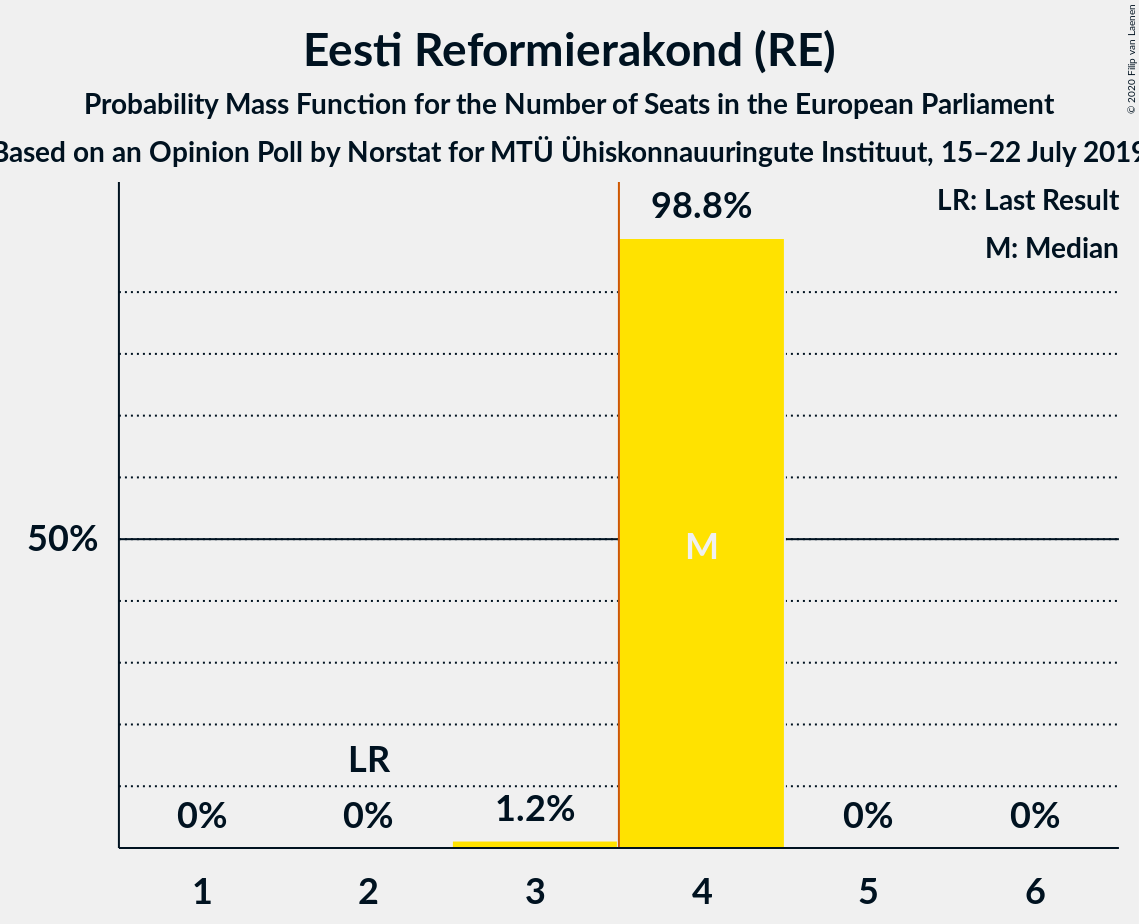 Eesti Reformierakond (RE)
Probability Mass Function for the Number of Seats in the European Parliament
Based on an Opinion Poll by Norstat for MTÜ Ühiskonnauuringute Instituut, 15–22 July 2019
© 2020 Filip van Laenen
LR: Last Result
M: Median
98.8%
50%
M
LR
0%
0%
1.2%
0%
0%
1
2
3
4
5
6